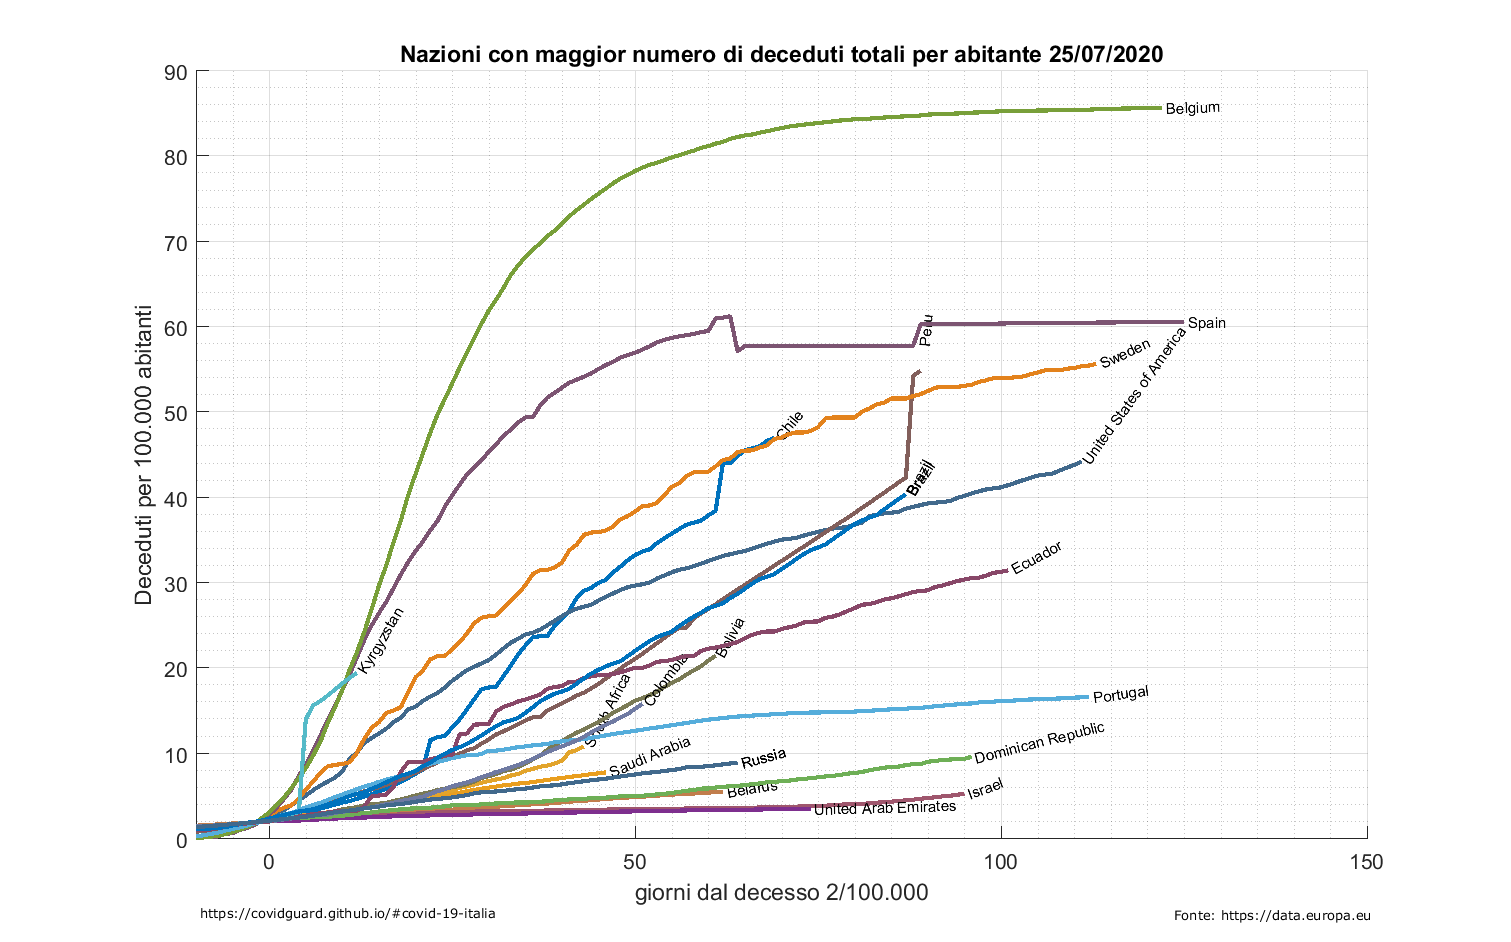 Nazioni con maggior numero di deceduti totali per abitante 25/07/2020
90
80
70
60
50
40
30
20
10
0
Deceduti per 100.000 abitanti
Belgium
Spain
Peru
Sweden
United States of America
Chile
Brazil
Brazil
Ecuador
Kyrgyzstan
Bolivia
Colombia
South Africa
Portugal
Saudi Arabia
Dominican Republic
Russia
Belarus
Israel
United Arab Emirates
0
50
100
150
giorni dal decesso 2/100.000
https://covidguard.github.io/#covid-19-italia
Fonte: https://data.europa.eu